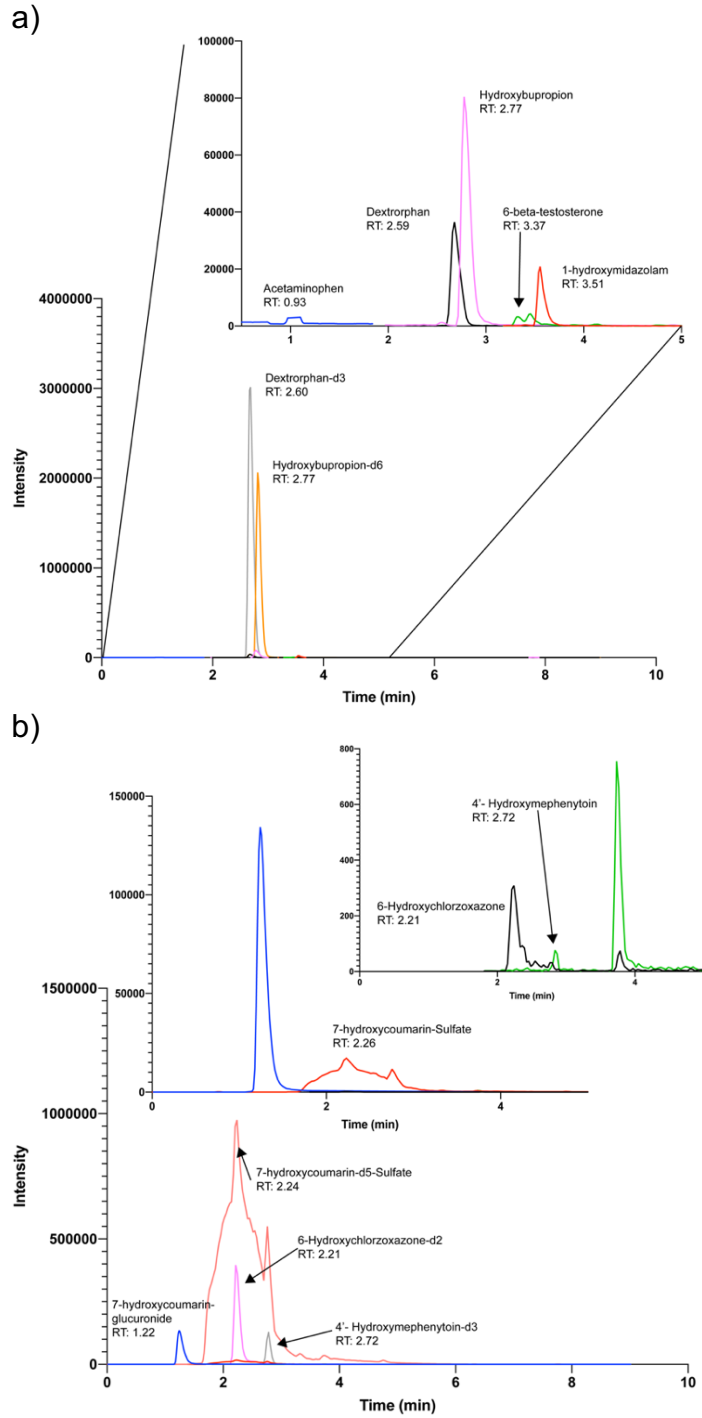 a)
100000
80000
60000
40000
20000
0
Hydroxybupropion
RT: 2.77
Dextrorphan
RT: 2.59
6-beta-testosterone
RT: 3.37
1-hydroxymidazolam
RT: 3.51
Acetaminophen
RT: 0.93
1 2 3 4 5
4000000
3000000
2000000
1000000
0
Intensity
Dextrorphan-d3
RT: 2.60
Hydroxybupropion-d6
RT: 2.77
0 2 4 6 8 10
Time (min)
b)
800
600
400
200
0
4'- Hydroxymephenytoin
RT: 2.72
6-Hydroxychlorzoxazone
RT: 2.21
0 2 4
Time (min)
150000
100000
50000
0
7-hydroxycoumarin-Sulfate
RT: 2.26
0 2 4
Time (min)
1500000
1000000
500000
0
Intensity
7-hydroxycoumarin-d5-Sulfate
RT: 2.24
6-Hydroxychlorzoxazone-d2
RT: 2.21
7-hydroxycoumarin-
glucuronide
RT: 1.22
4'- Hydroxymephenytoin-d3
RT: 2.72
0 2 4 6 8 10
Time (min)